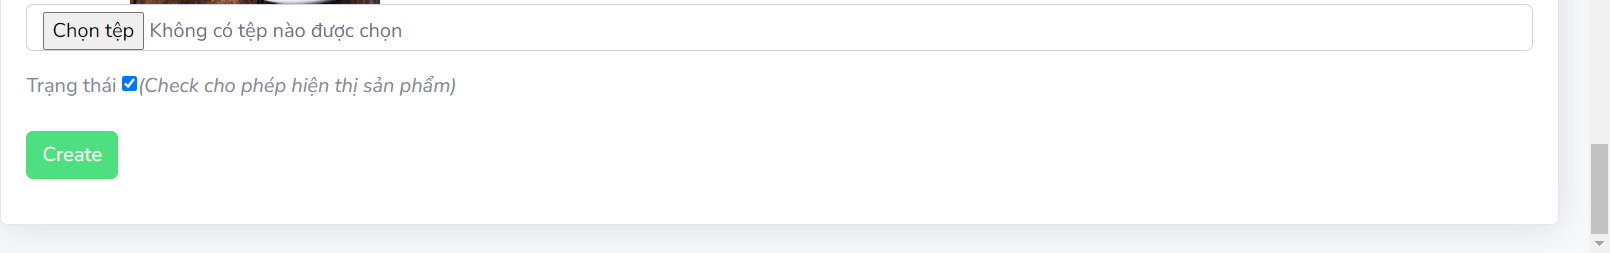 Chọn tệp Không có tệp nào được chọn
Trạng thái (Check cho phép hiện thị sản phẩm)
Create